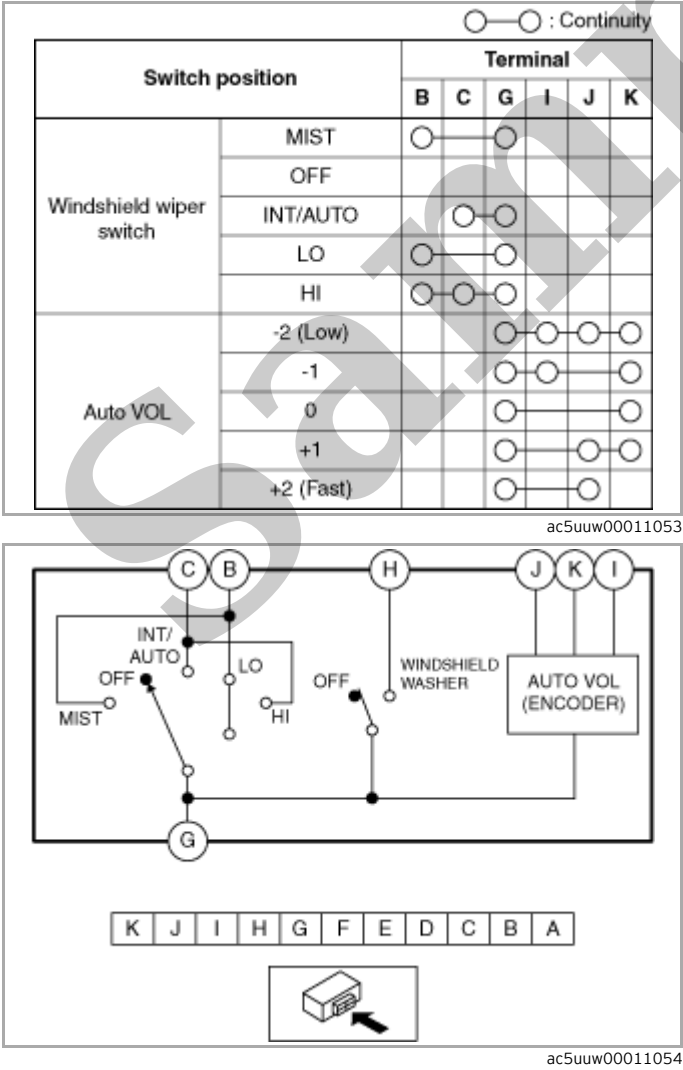 : Continuity
Switch position
Terminal
B C G I J K
Windshield wiper
switch
MIST
OFF
INT/AUTO
LO
HI
Auto VOL
-2 (Low)
-1
0
+1
+2 (Fast)
ac5uuw00011053
C B H J K I
INT/
AUTO
OFF
LO
MIST
HI
OFF
WINDSHIELD
WASHER
AUTO VOL
(ENCODER)
G
K J I H G F E D C B A
ac5uuw00011054
Sam